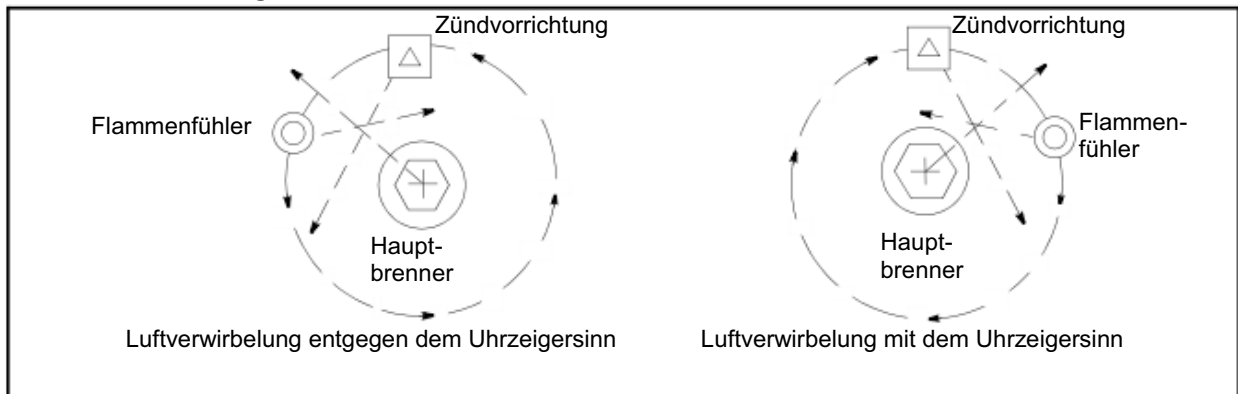 Zündvorrichtung
Flammenfühler
Haupt-
brenner
Luftverwirbelung entgegen dem Uhrzeigersinn
Zündvorrichtung
Flammen-
fühler
Haupt-
brenner
Luftverwirbelung mit dem Uhrzeigersinn